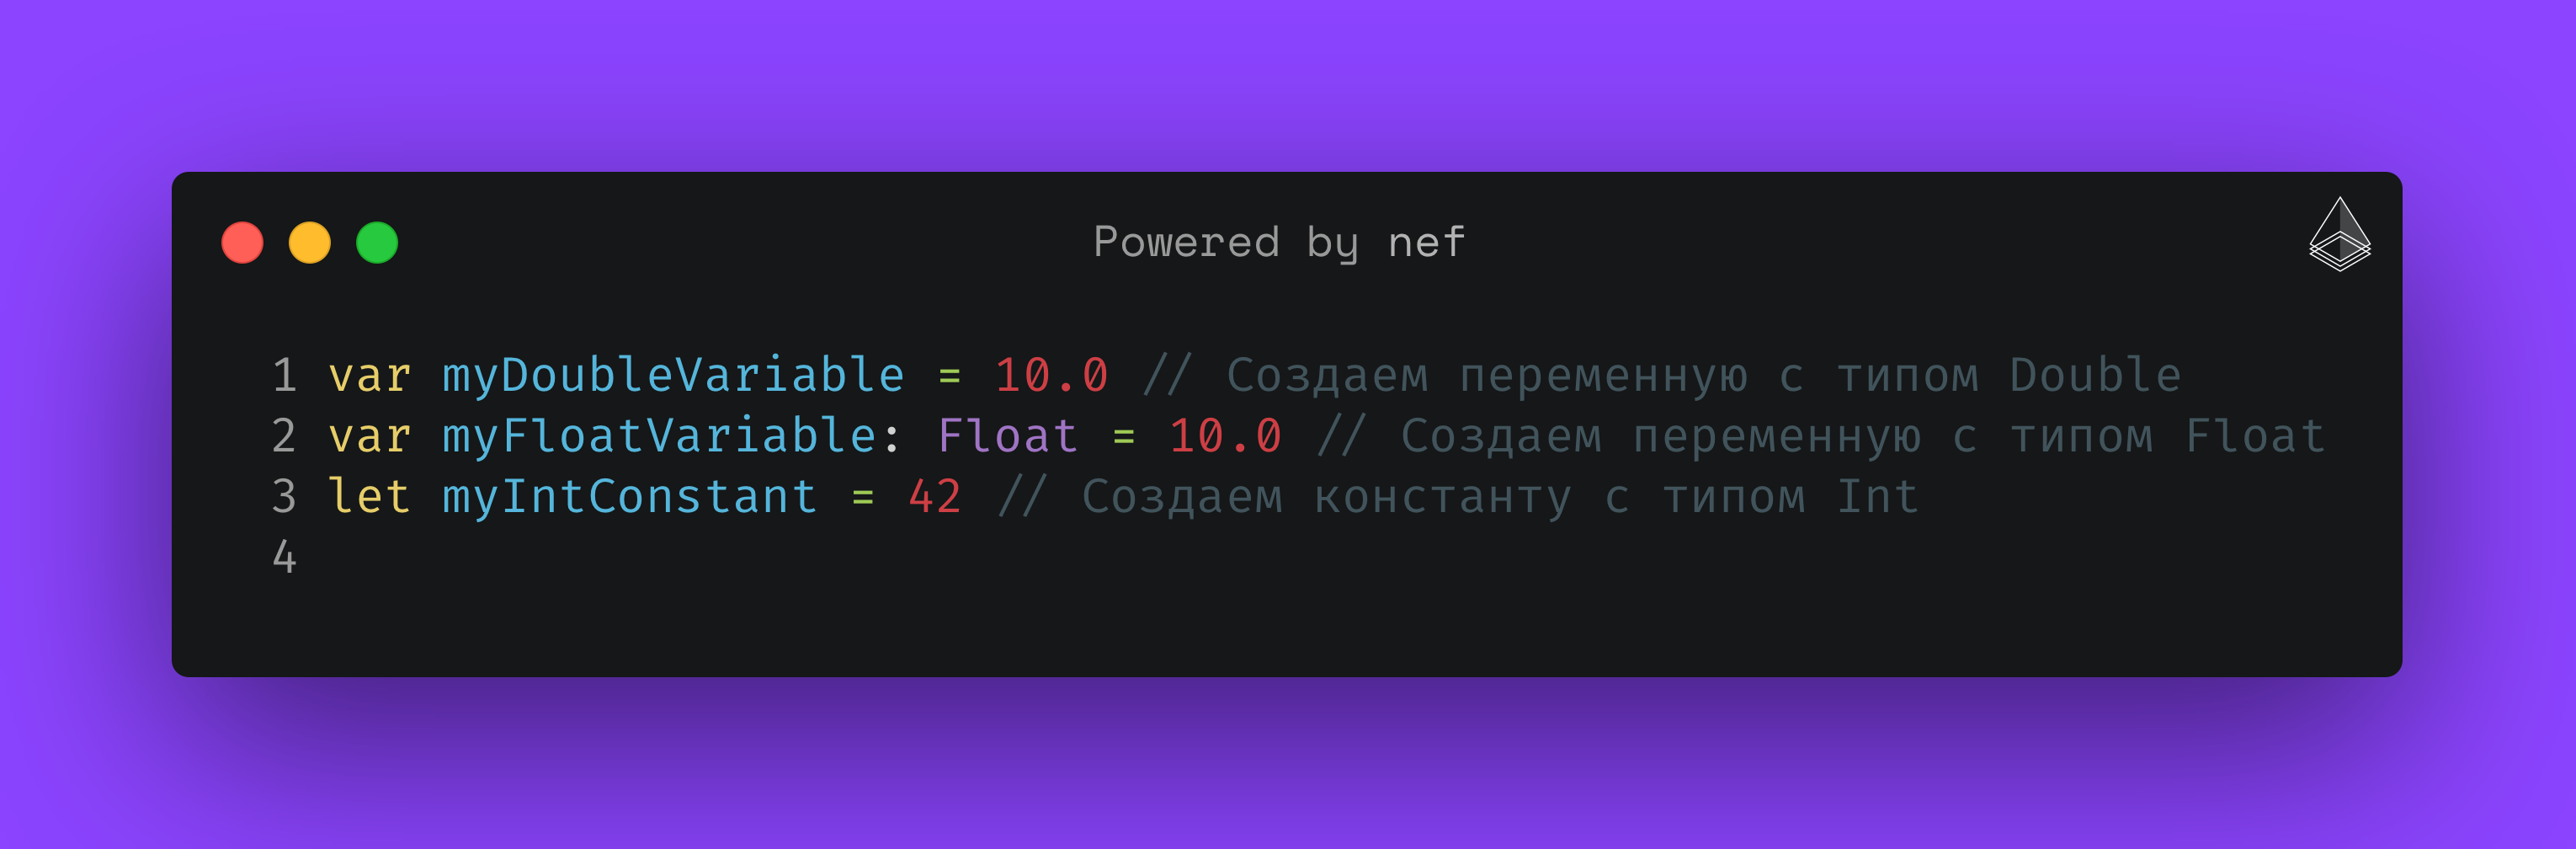 Powered by nef
1 var myDoubleVariable = 10.0 // Создаем переменную с типом Double
2 var myFloatVariable: Float = 10.0 // Создаем переменную с типом Float
3 let myIntConstant = 42 // Создаем константу с типом Int
4